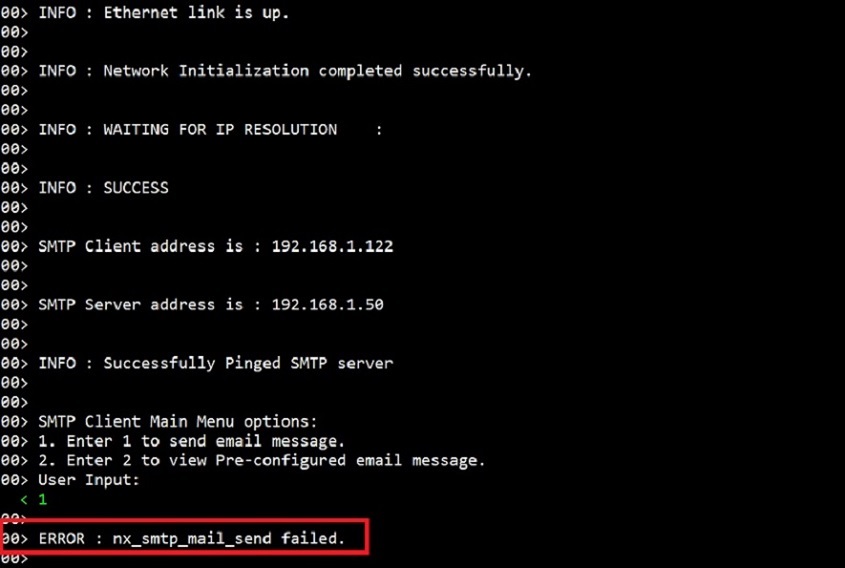 00> INFO : Ethernet link is up.
00>
00>
00> INFO : Network Initialization completed successfully.
00>
00>
00> INFO : WAITING FOR IP RESOLUTION    :
00>
00>
00> INFO : SUCCESS
00>
00>
00> SMTP Client address is : 192.168.1.122
00>
00>
00> SMTP Server address is : 192.168.1.50
00>
00>
00> INFO : Successfully Pinged SMTP server
00>
00>
00> SMTP Client Main Menu options:
00> 1. Enter 1 to send email message.
00> 2. Enter 2 to view Pre-configured email message.
00> User Input:
< 1
00>
00> ERROR : nx_smtp_mail_send failed.
00>